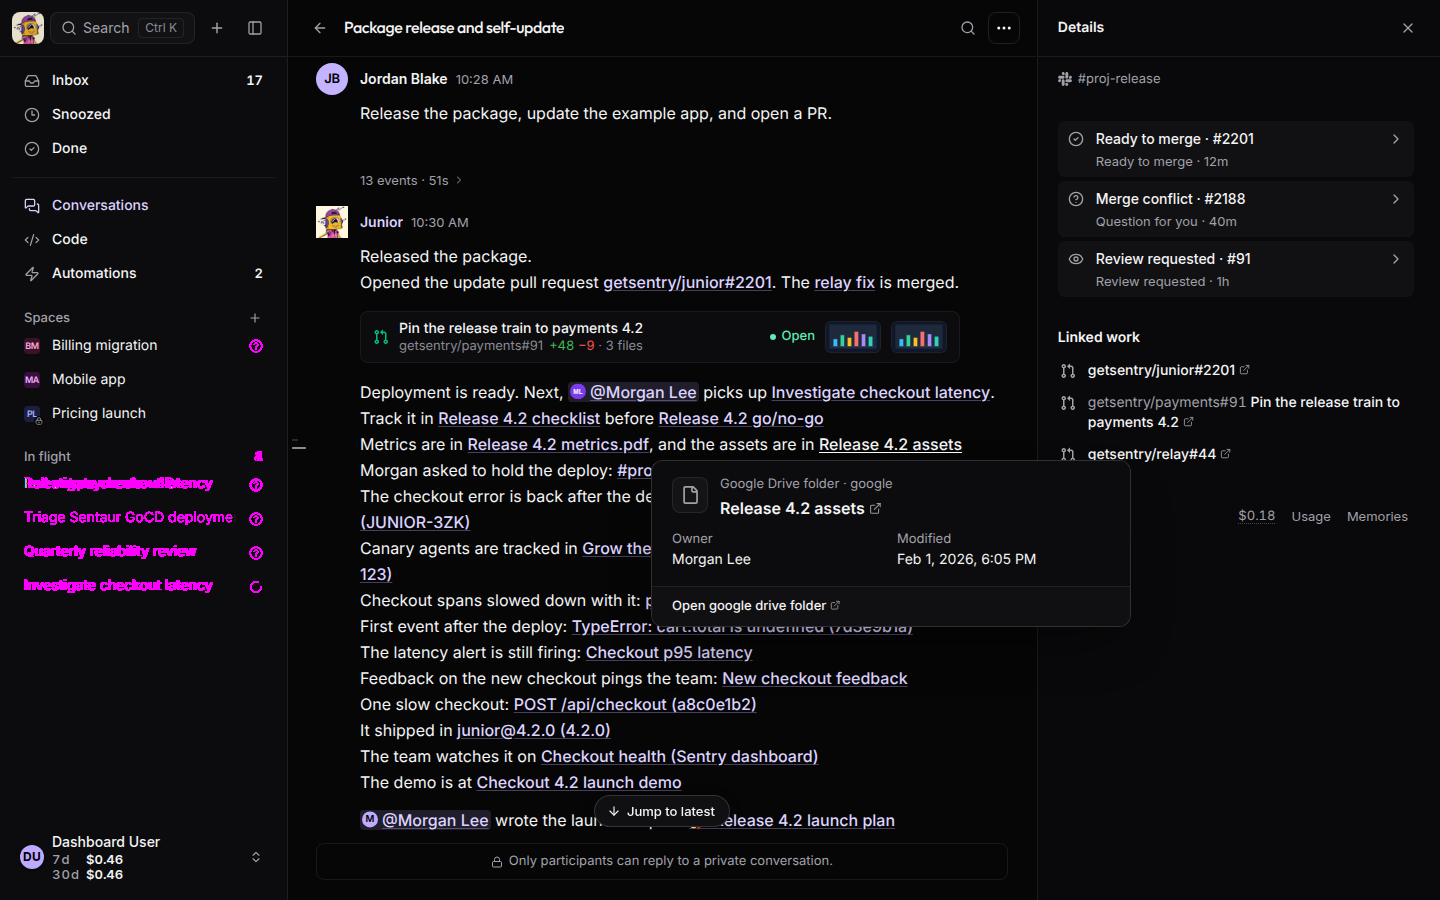 Search Ctrl K
Inbox 17
Snoozed
Done
Conversations
Code
Automations 2
Spaces
BM Billing migration
MA Mobile app
PL Pricing launch
In flight
Triage Sentaur GoCD deployme
Quarterly reliability review
Investigate checkout latency
DU Dashboard User
7d $0.46
30d $0.46
Package release and self-update
JB Jordan Blake 10:28 AM
Release the package, update the example app, and open a PR.
13 events · 51s
Junior 10:30 AM
Released the package.
Opened the update pull request getsentry/junior#2201. The relay fix is merged.
Pin the release train to payments 4.2
getsentry/payments#91 +48 −9 · 3 files
Open
Deployment is ready. Next, ML @Morgan Lee picks up Investigate checkout latency.
Track it in Release 4.2 checklist before Release 4.2 go/no-go
Metrics are in Release 4.2 metrics.pdf, and the assets are in Release 4.2 assets
Morgan asked to hold the deploy: #pro
The checkout error is back after the de
(JUNIOR-3ZK)
Canary agents are tracked in Grow the
123)
Checkout spans slowed down with it: p
First event after the deploy: TypeError: cart.total is undefined (7d3e9b1a)
The latency alert is still firing: Checkout p95 latency
Feedback on the new checkout pings the team: New checkout feedback
One slow checkout: POST /api/checkout (a8c0e1b2)
It shipped in junior@4.2.0 (4.2.0)
The team watches it on Checkout health (Sentry dashboard)
The demo is at Checkout 4.2 launch demo
M @Morgan Lee wrote the laun elease 4.2 launch plan
Jump to latest
Only participants can reply to a private conversation.
Google Drive folder · google
Release 4.2 assets
Owner Modified
Morgan Lee Feb 1, 2026, 6:05 PM
Open google drive folder
Details
#proj-release
Ready to merge · #2201
Ready to merge · 12m
Merge conflict · #2188
Question for you · 40m
Review requested · #91
Review requested · 1h
Linked work
getsentry/junior#2201
getsentry/payments#91 Pin the release train to
payments 4.2
getsentry/relay#44
$0.18 Usage Memories